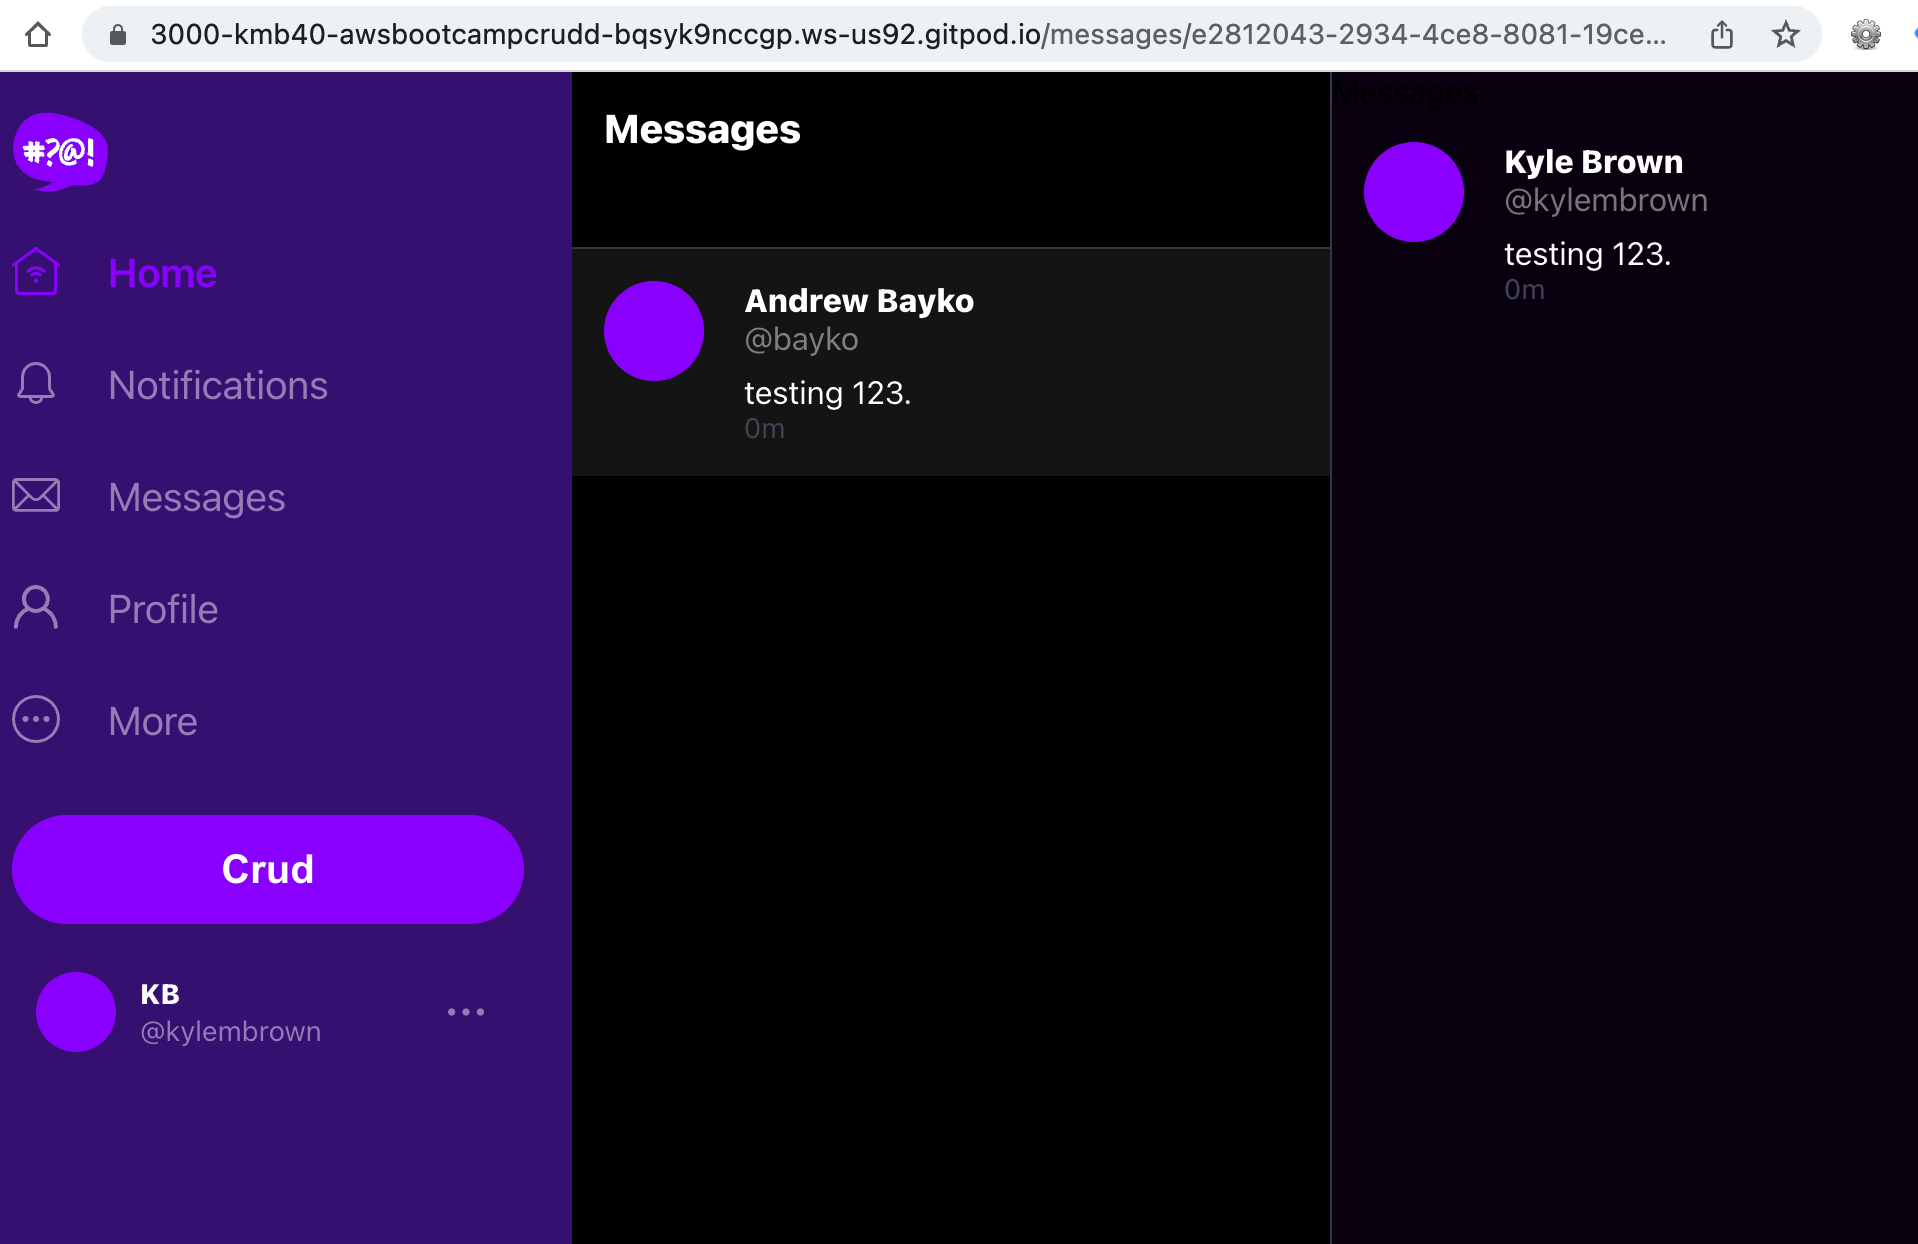 3000-kmb40-awsbootcampcrudd-bqsyk9nccgp.ws-us92.gitpod.io/messages/e2812043-2934-4ce8-8081-19ce...
#?@!
Home
Notifications
Messages
Profile
More
Crud
KB
@kylembrown
Messages
Andrew Bayko
@bayko
testing 123.
0m
Messages
Kyle Brown
@kylembrown
testing 123.
0m